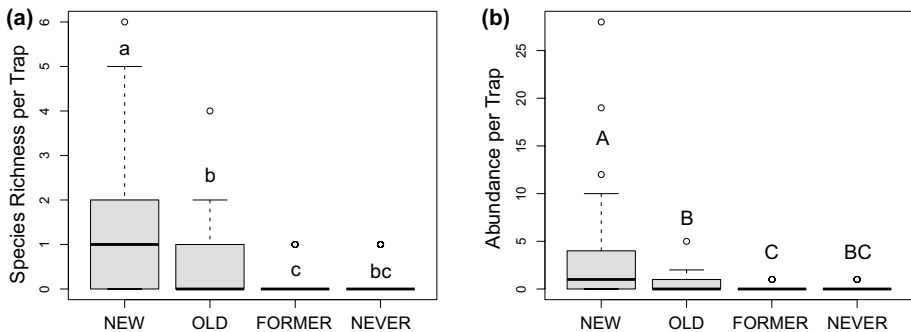 (a)
Species Richness per Trap
6
5
4
3
2
1
0
a
b
c
bc
NEW OLD FORMER NEVER
(b)
Abundance per Trap
25
20
15
10
5
0
A
B
C
BC
NEW OLD FORMER NEVER